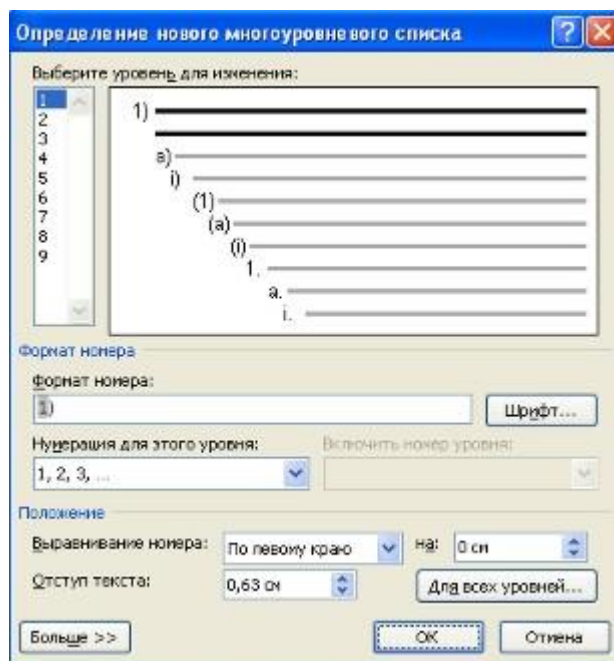 Определение нового многоуровневого списка
Выберите уровень для изменения:
1
2
3
4
5
6
7
8
9
1)
a)
i)
(1)
(a)
(i)
1.
a.
i.
Формат номера
Формат номера:
1)
Шрифт...
Нумерация для этого уровня:
Включить номер уровня:
1, 2, 3, ...
Положение
Выравнивание номера:
По левому краю
на:
0 см
Отступ текста:
0,63 см
Для всех уровней...
Больше >>
ОК
Отмена